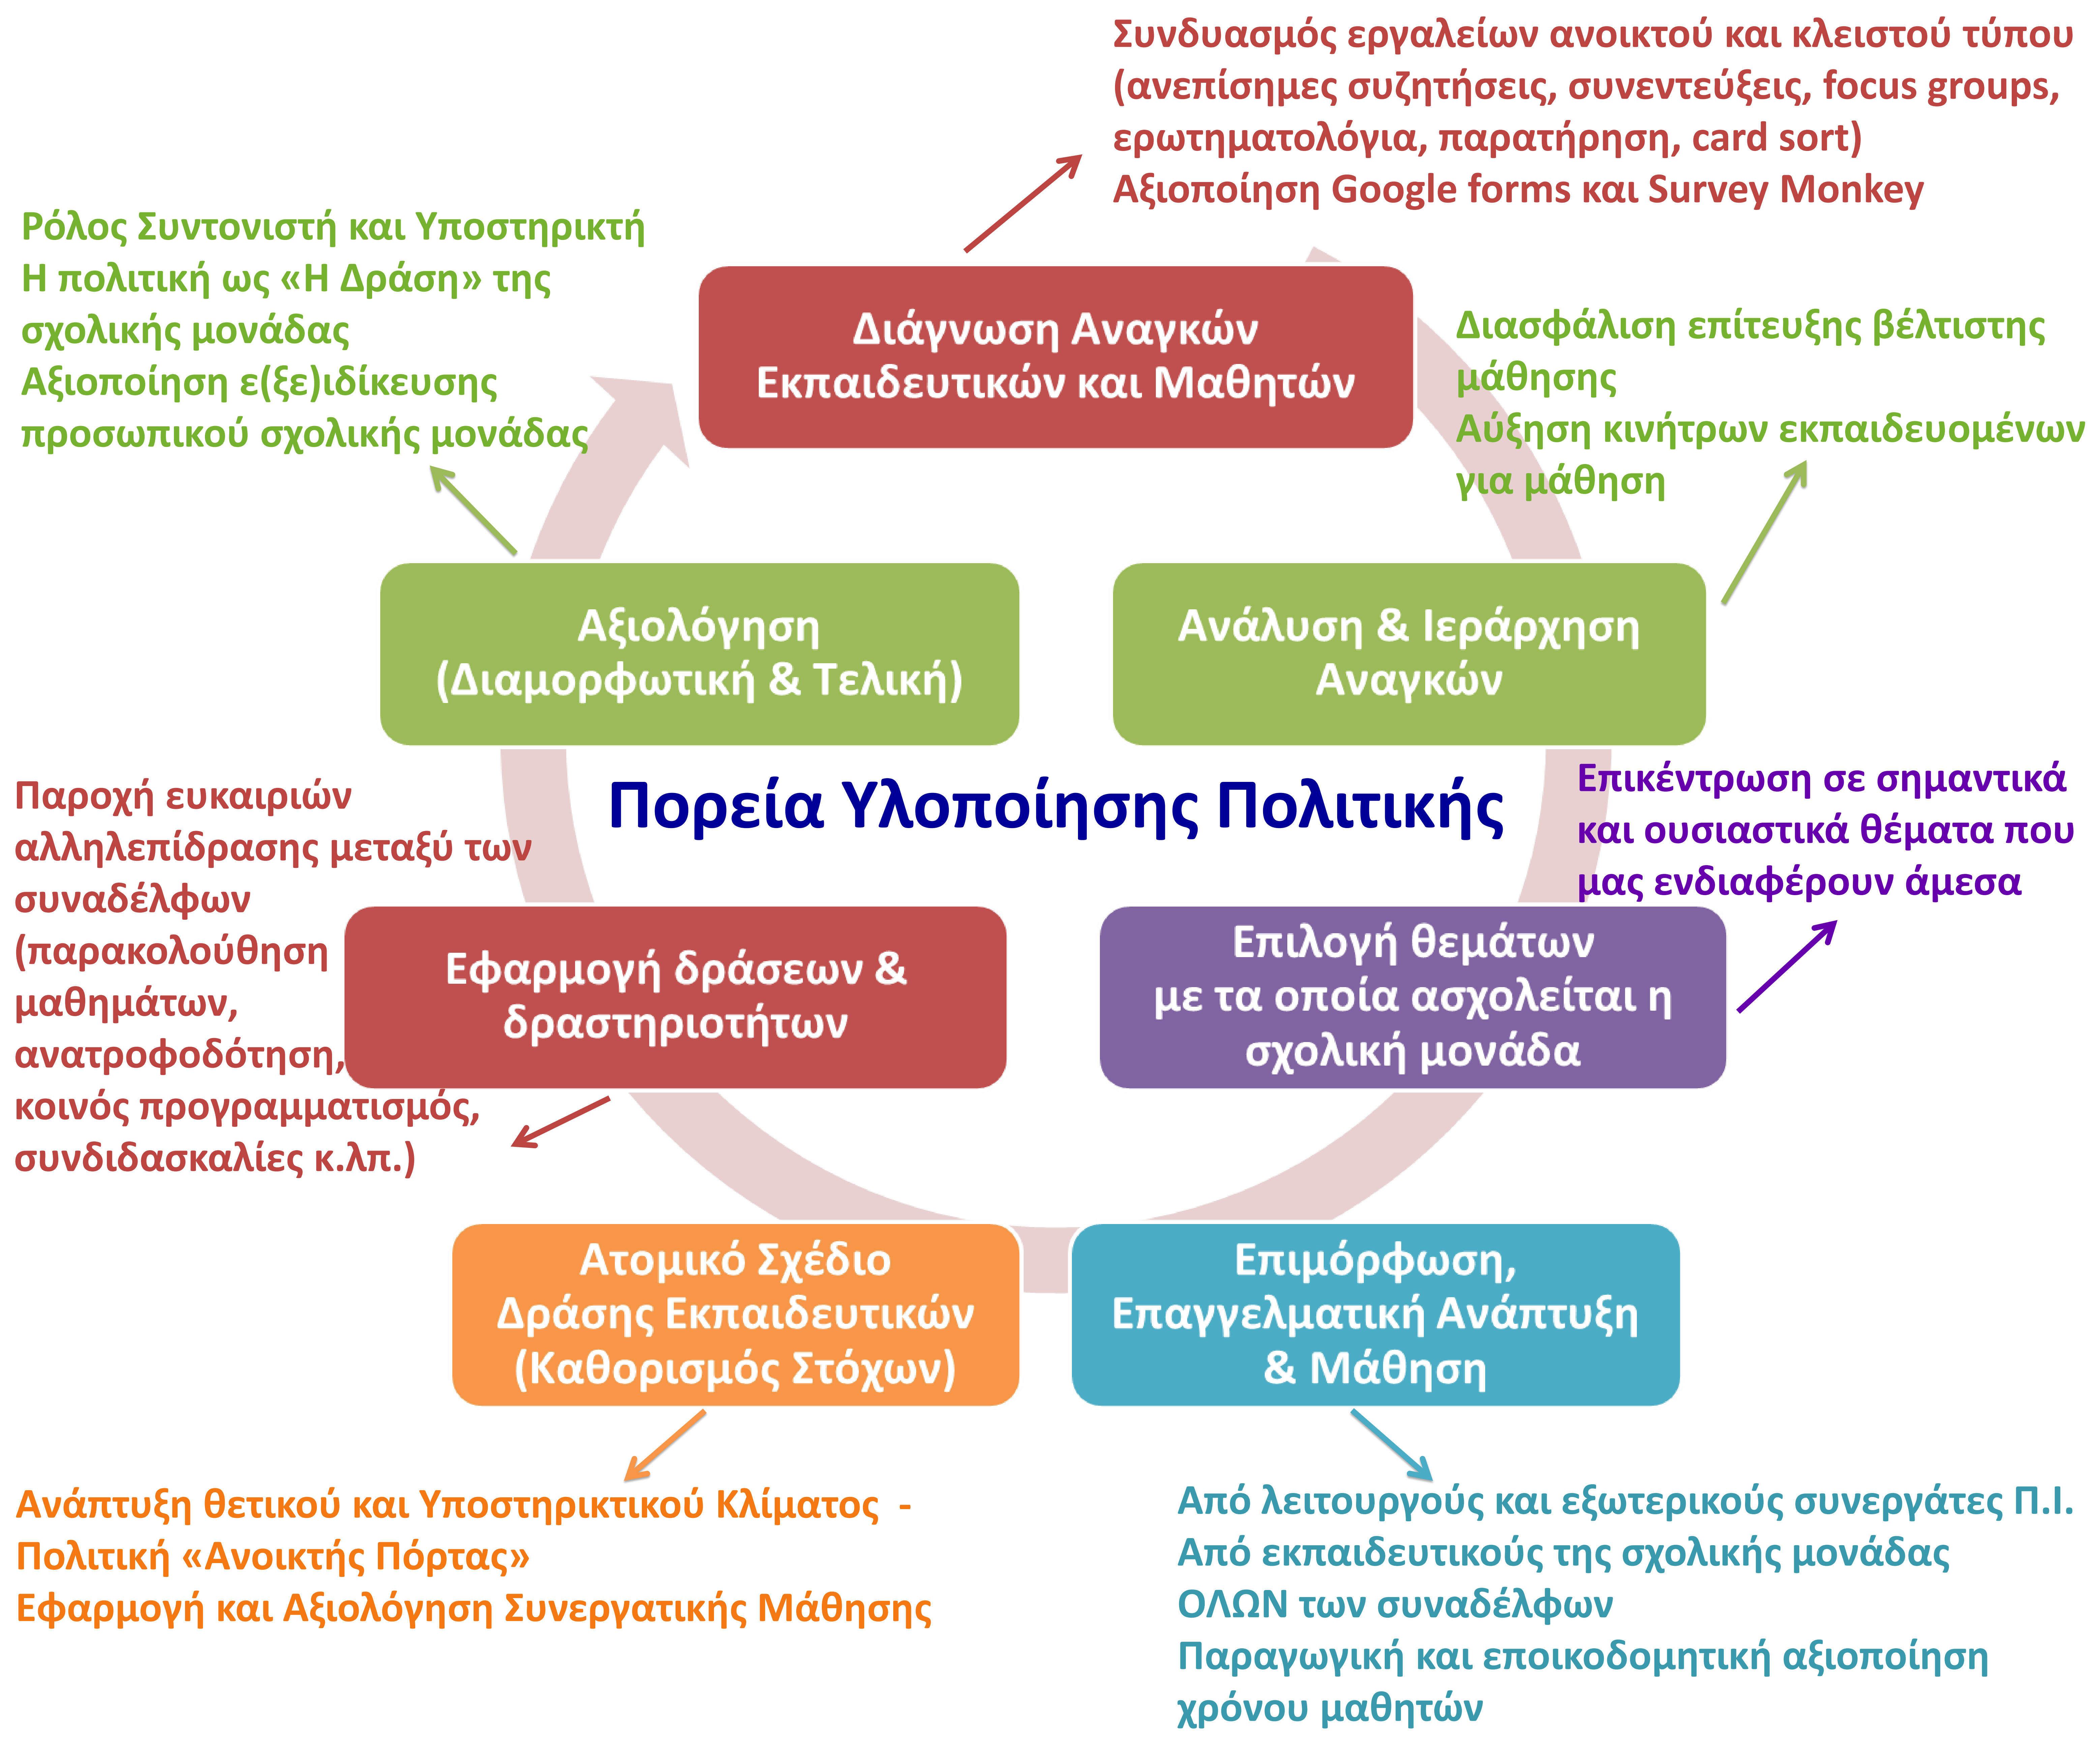 Συνδυασμός εργαλείων ανοικτού και κλειστού τύπου
(ανεπίσημες συζητήσεις, συνεντεύξεις, focus groups,
ερωτηματολόγια, παρατήρηση, card sort)
Αξιοποίηση Google forms και Survey Monkey
Ρόλος Συντονιστή και Υποστηρικτή
Η πολιτική ως «Η Δράση» της
σχολικής μονάδας
Αξιοποίηση ε(ξε)ιδίκευσης
προσωπικού σχολικής μονάδας
Διάγνωση Αναγκών
Εκπαιδευτικών και Μαθητών
Διασφάλιση επίτευξης βέλτιστης
μάθησης
Αύξηση κινήτρων εκπαιδευομένων
για μάθηση
Αξιολόγηση
(Διαμορφωτική & Τελική)
Ανάλυση & Ιεράρχηση
Αναγκών
Πορεία Υλοποίησης Πολιτικής
Παροχή ευκαιριών
αλληλεπίδρασης μεταξύ των
συναδέλφων
(παρακολούθηση
μαθημάτων,
ανατροφοδότηση,
κοινός προγραμματισμός,
συνδιδασκαλίες κ.λπ.)
Επικέντρωση σε σημαντικά
και ουσιαστικά θέματα που
μας ενδιαφέρουν άμεσα
Εφαρμογή δράσεων &
δραστηριοτήτων
Επιλογή θεμάτων
με τα οποία ασχολείται η
σχολική μονάδα
Ατομικό Σχέδιο
Δράσης Εκπαιδευτικών
(Καθορισμός Στόχων)
Επιμόρφωση,
Επαγγελματική Ανάπτυξη
& Μάθηση
Ανάπτυξη θετικού και Υποστηρικτικού Κλίματος -
Πολιτική «Ανοικτής Πόρτας»
Εφαρμογή και Αξιολόγηση Συνεργατικής Μάθησης
Από λειτουργούς και εξωτερικούς συνεργάτες Π.Ι.
Από εκπαιδευτικούς της σχολικής μονάδας
ΟΛΩΝ των συναδέλφων
Παραγωγική και εποικοδομητική αξιοποίηση
χρόνου μαθητών